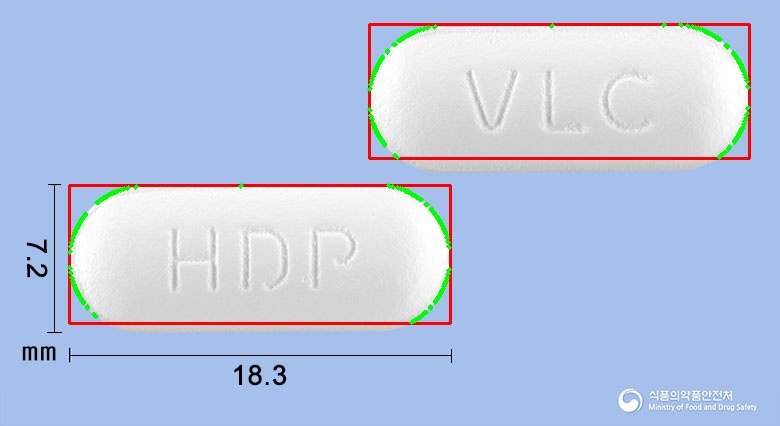 VLC
HDP
7.2
mm
18.3
식품의약품안전처
Ministry of Food and Drug Safety